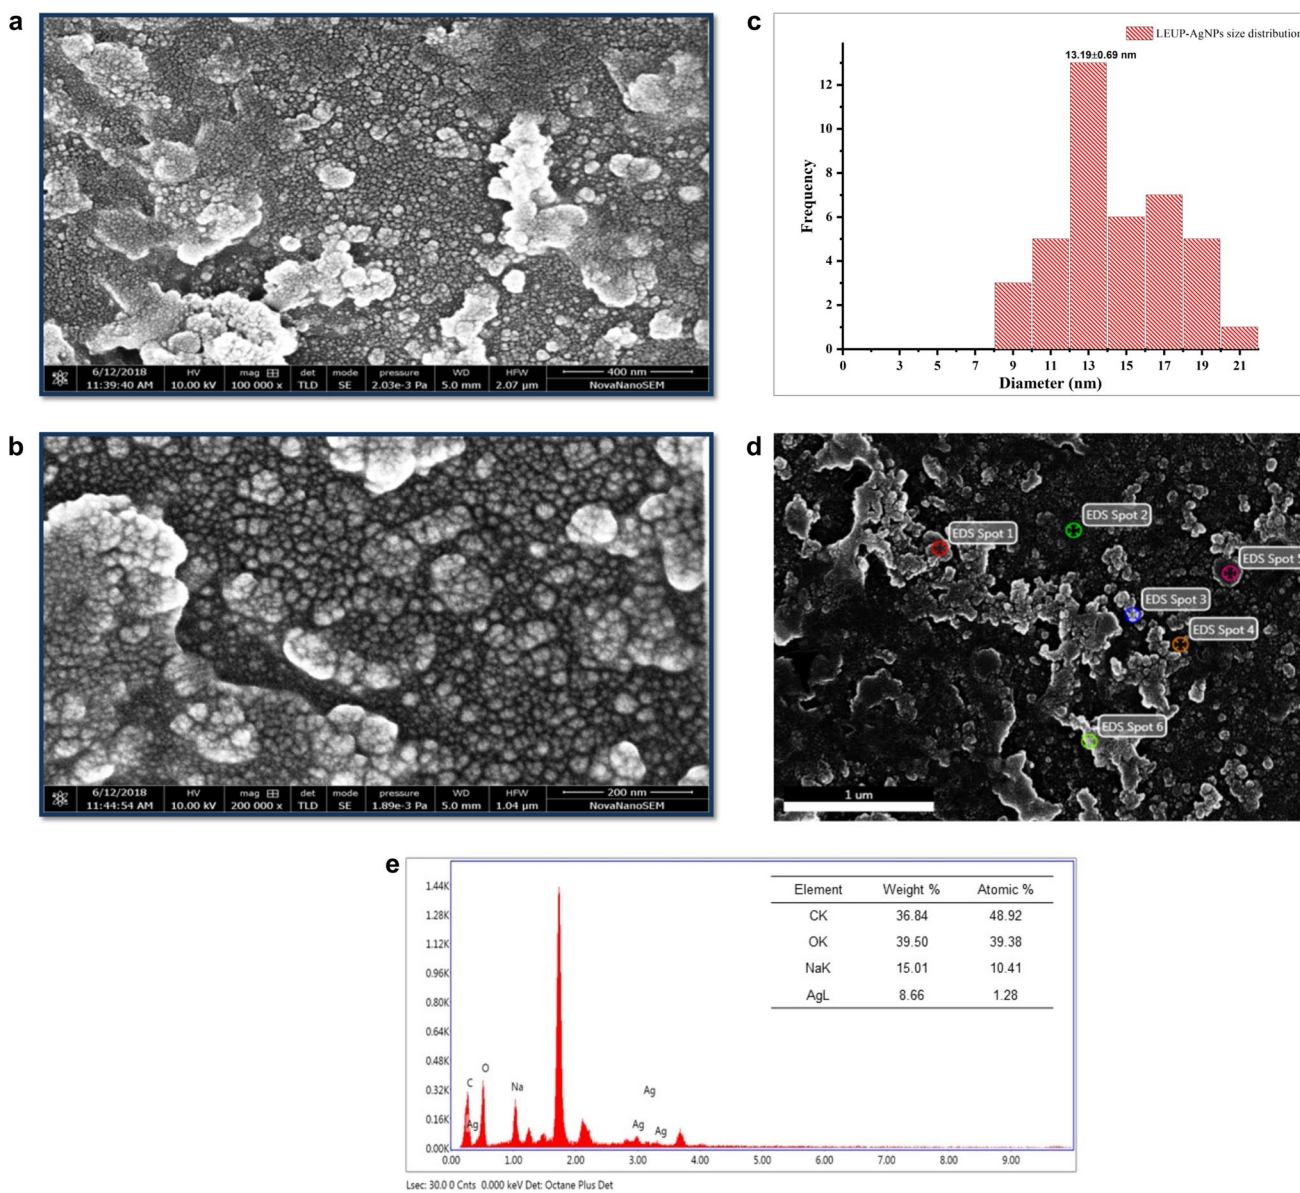 a
6/12/2018 HV mag det mode pressure WD HFW 400 nm
11:39:40 AM 10.00 kV 100 000 x TLD SE 2.03e-3 Pa 5.0 mm 2.07 µm NovaNanoSEM
b
6/12/2018 HV mag det mode pressure WD HFW 200 nm
11:44:54 AM 10.00 kV 200 000 x TLD SE 1.89e-3 Pa 5.0 mm 1.04 µm NovaNanoSEM
c
LEUP-AgNPs size distribution
13.19±0.69 nm
Frequency
12
10
8
6
4
2
0
0 3 5 7 9 11 13 15 17 19 21
Diameter (nm)
d
EDS Spot 1
EDS Spot 2
EDS Spot 5
EDS Spot 3
EDS Spot 4
EDS Spot 6
1 um
e
Element Weight % Atomic %
CK 36.84 48.92
OK 39.50 39.38
NaK 15.01 10.41
AgL 8.66 1.28
1.44K
1.28K
1.12K
0.96K
0.80K
0.64K
0.48K
0.32K
0.16K
0.00K
C
O
Na
Ag
Ag
Ag
Ag
0.00 1.00 2.00 3.00 4.00 5.00 6.00 7.00 8.00 9.00
Lsec: 30.0 0 Cnts 0.000 keV Det: Octane Plus Det